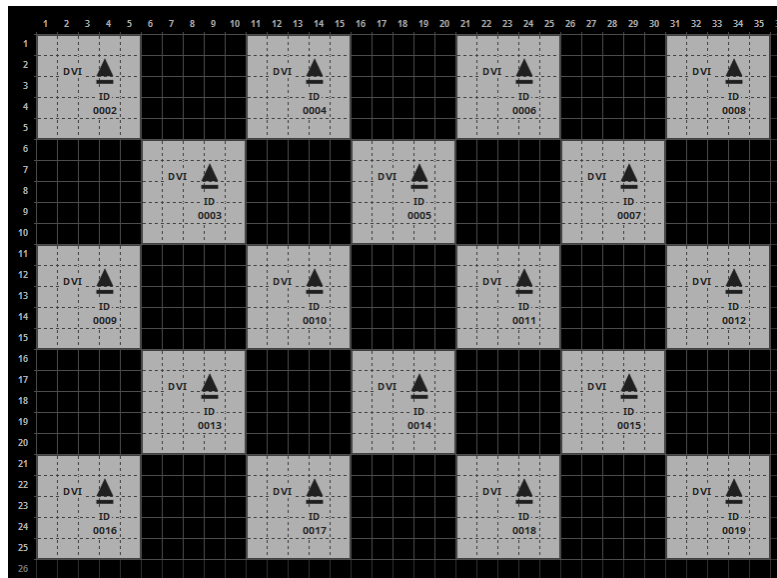 1 2 3 4 5 6 7 8 9 10 11 12 13 14 15 16 17 18 19 20 21 22 23 24 25 26 27 28 29 30 31 32 33 34 35
1
2 DVI DVI DVI DVI
3
ID ID ID ID
4 0002 0004 0006 0008
5
6
7 DVI DVI DVI
8
ID ID ID
9 0003 0005 0007
10
11
12 DVI DVI DVI DVI
13
ID ID ID ID
14 0009 0010 0011 0012
15
16
17 DVI DVI DVI
18
ID ID ID
19 0013 0014 0015
20
21
22 DVI DVI DVI DVI
23
ID ID ID ID
24 0016 0017 0018 0019
25
26